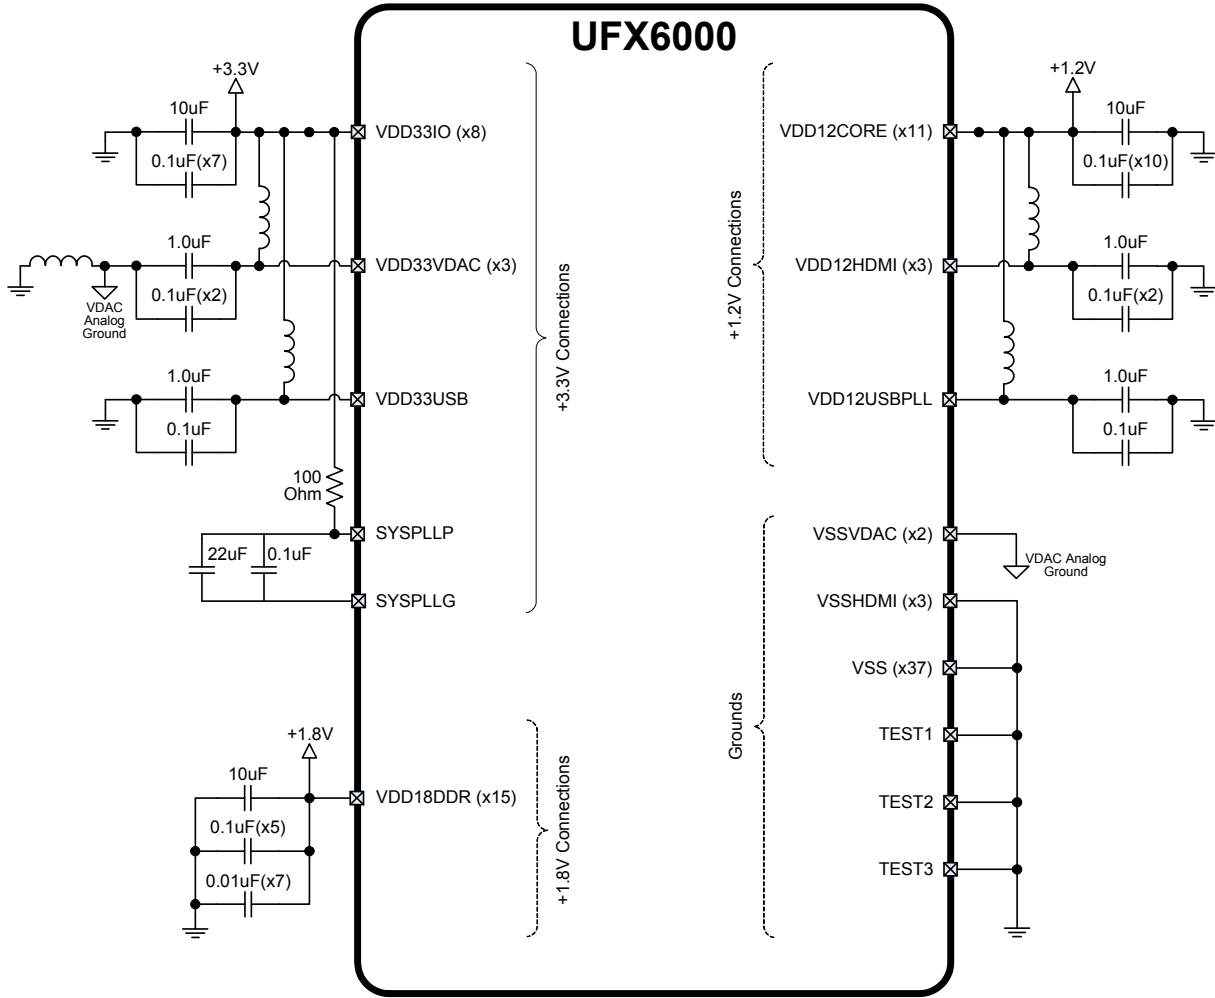 UFX6000
+3.3V
10uF
0.1uF(x7)
VDD33IO (x8)
1.0uF
0.1uF(x2)
VDAC
Analog
Ground
VDD33VDAC (x3)
1.0uF
0.1uF
VDD33USB
100
Ohm
SYSPLLP
22uF
0.1uF
SYSPLLG
+3.3V Connections
+1.8V
10uF
0.1uF(x5)
0.01uF(x7)
VDD18DDR (x15)
+1.8V Connections
+1.2V
VDD12CORE (x11)
10uF
0.1uF(x10)
VDD12HDMI (x3)
1.0uF
0.1uF(x2)
VDD12USBPLL
1.0uF
0.1uF
+1.2V Connections
VSSVDAC (x2)
VDAC Analog
Ground
VSSHDMI (x3)
VSS (x37)
TEST1
TEST2
TEST3
Grounds